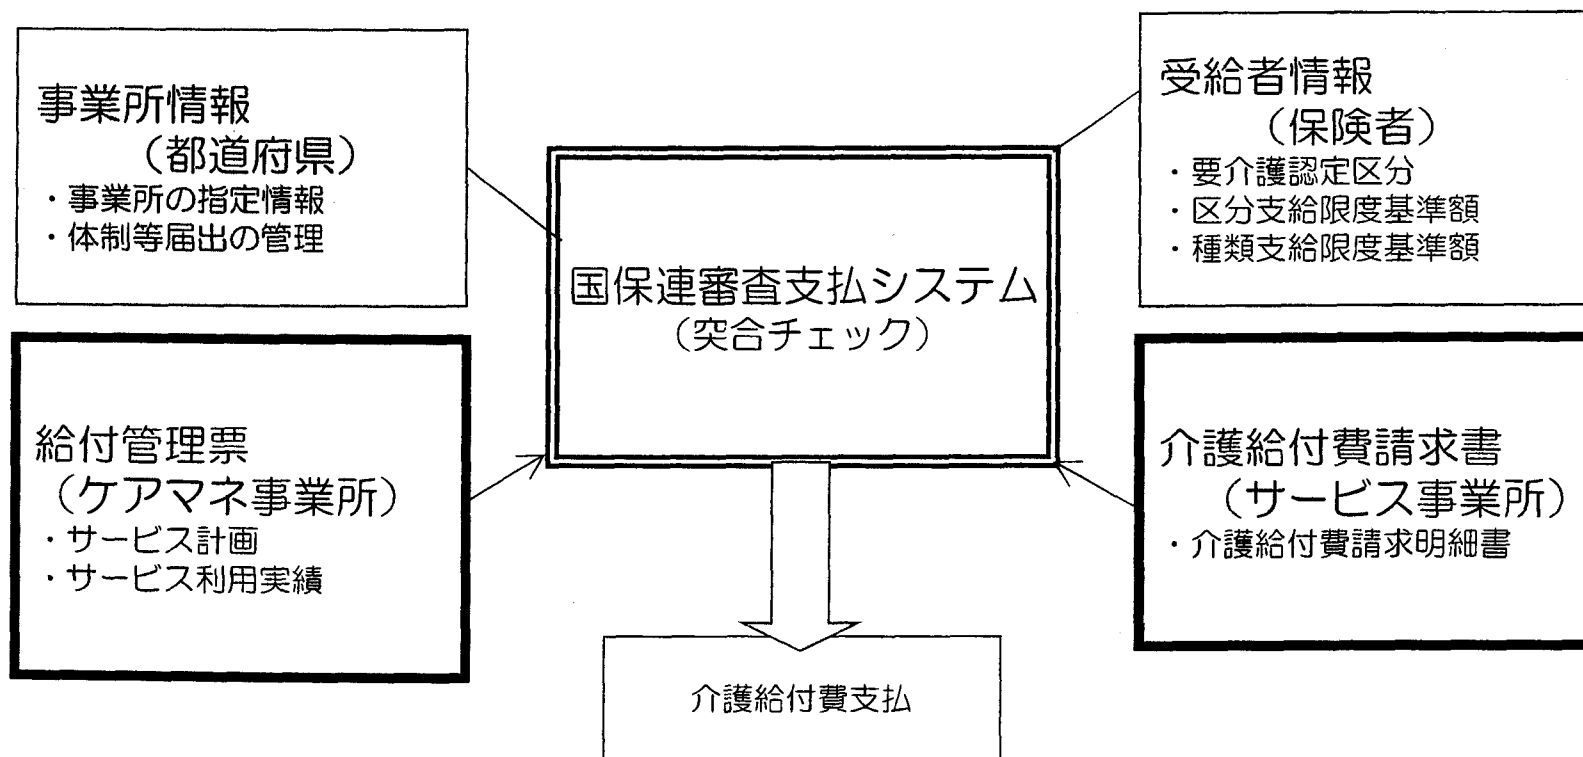 事業所情報
（都道府県）
・事業所の指定情報
・体制等届出の管理
受給者情報
（保険者）
・要介護認定区分
・区分支給限度基準額
・種類支給限度基準額
国保連審査支払システム
（突合チェック）
給付管理票
（ケアマネ事業所）
・サービス計画
・サービス利用実績
介護給付費請求書
（サービス事業所）
・介護給付費請求明細書
介護給付費支払